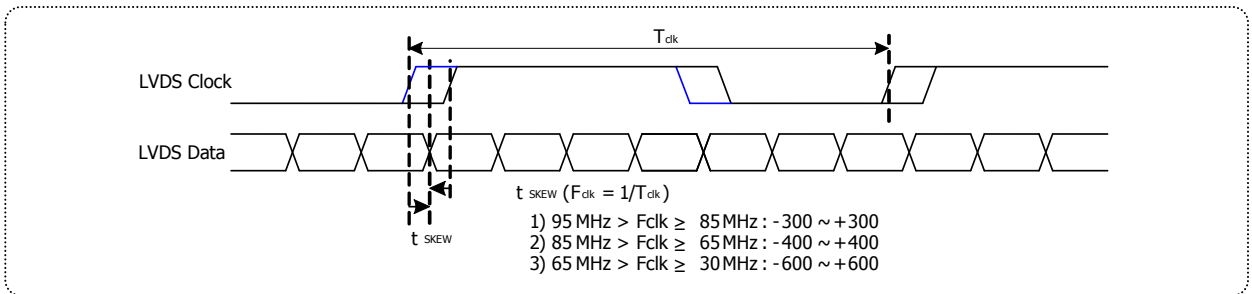 Tclk
LVDS Clock
LVDS Data
t SKEW (Fclk = 1/Tclk)
t SKEW
1) 95 MHz > Fclk ≥ 85 MHz : -300 ~ +300
2) 85 MHz > Fclk ≥ 65 MHz : -400 ~ +400
3) 65 MHz > Fclk ≥ 30 MHz : -600 ~ +600